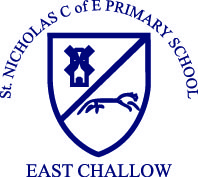 St. NICHOLAS C of E PRIMARY SCHOOL
EAST CHALLOW